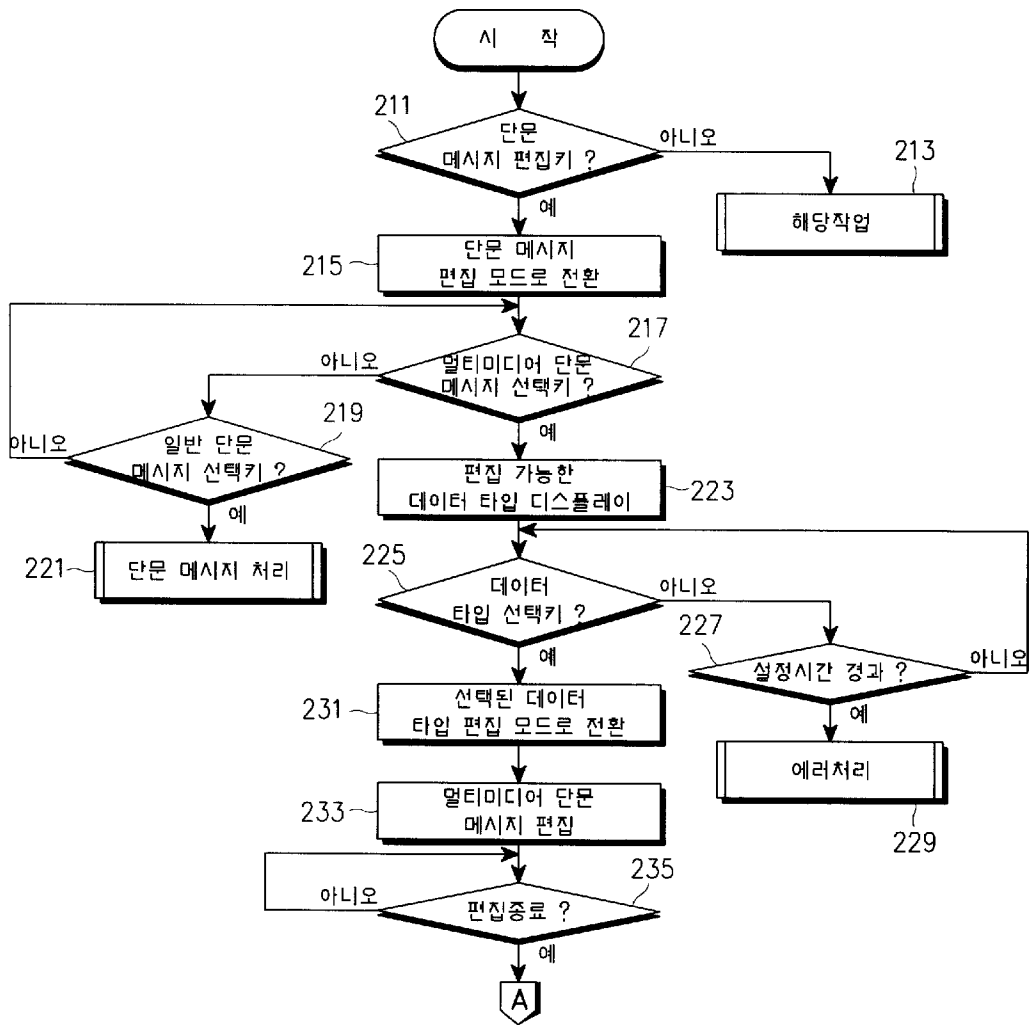 시 작
211
단문
메시지 편집키 ?
아니오
213
해당작업
예
215
단문 메시지
편집 모드로 전환
217
멀티미디어 단문
메시지 선택키 ?
아니오
219
일반 단문
메시지 선택키 ?
아니오
예
예
편집 가능한
데이터 타입 디스플레이
223
221
단문 메시지 처리
225
데이터
타입 선택키 ?
아니오
227
설정시간 경과 ?
아니오
예
예
231
선택된 데이터
타입 편집 모드로 전환
에러처리
229
233
멀티미디어 단문
메시지 편집
235
편집종료 ?
아니오
예
A